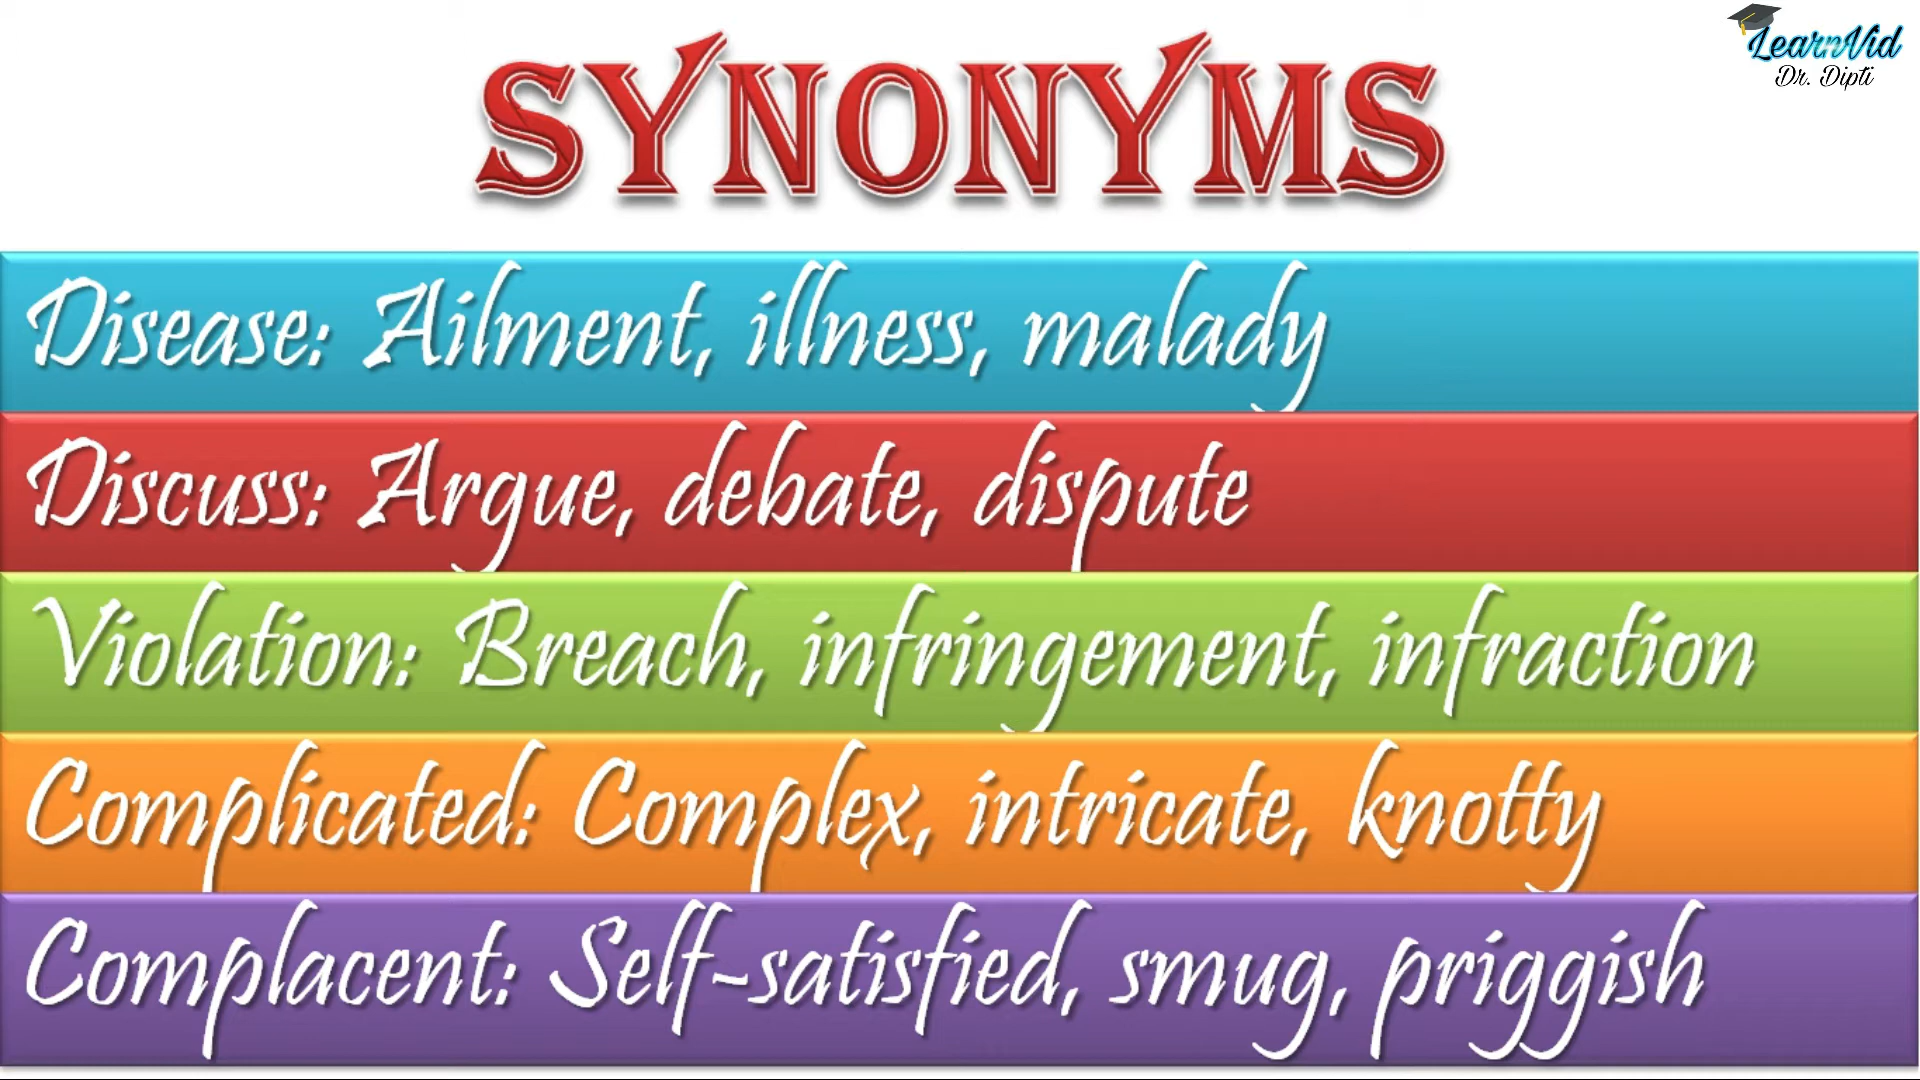 LearnVid
Dr. Dipti
SYNONYMS
Disease: Ailment, illness, malady
Discuss: Argue, debate, dispute
Violation: Breach, infringement, infraction
Complicated: Complex, intricate, knotty
Complacent: Self-satisfied, smug, priggish